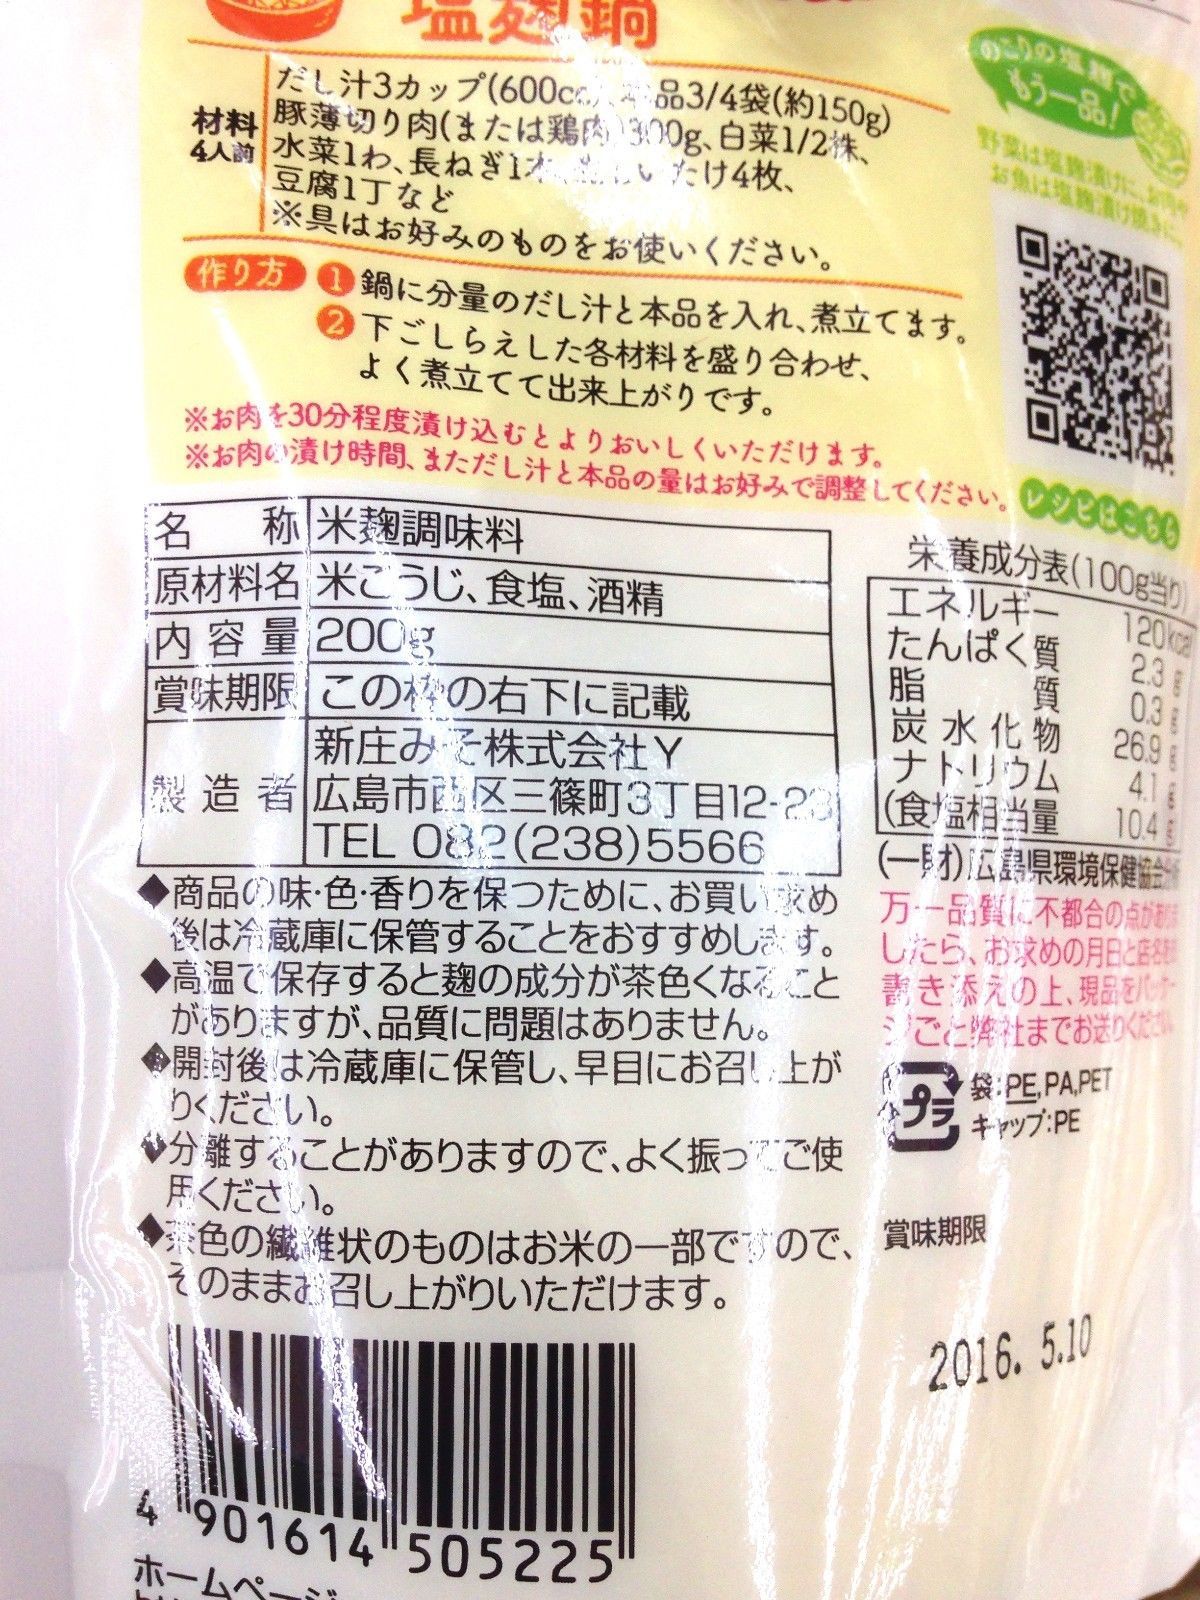 塩麹鍋
材料
4人前
だし汁3カップ(600cc)、本品3/4袋(約150g)
豚薄切り肉(または鶏肉)300g、白菜1/2株、
水菜1わ、長ねぎ1本、生しいたけ4枚、
豆腐1丁など
※具はお好みのものをお使いください。
作り方
1 鍋に分量のだし汁と本品を入れ、煮立てます。
2 下ごしらえした各材料を盛り合わせ、
よく煮立てて出来上がりです。
※お肉を30分程度漬け込むとよりおいしくいただけます。
※お肉の漬け時間、まただし汁と本品の量はお好みで調整してください。
のこりの塩麹で
もう一品!
野菜は塩麹漬けに、お肉や
お魚は塩麹漬け焼きに…
レシピはこちら
名 称 米麹調味料
原材料名 米こうじ、食塩、酒精
内容量 200g
賞味期限 この枠の右下に記載
製造者 新庄みそ株式会社Y
広島市西区三篠町3丁目12-23
TEL 082(238)5566
栄養成分表(100g当り)
エネルギー 120kcal
たんぱく質 2.3g
脂 質 0.3g
炭水化物 26.9g
ナトリウム 4.1g
(食塩相当量 10.4
(一財)広島県環境保健協会
万一品質に不都合の点が
したら、お求めの月日と店名を
書き添えの上、現品をパッケー
ジごと弊社までお送りください。
プラ
袋:PE,PA,PET
キャップ:PE
◆商品の味・色・香りを保つために、お買い求め
後は冷蔵庫に保管することをおすすめします。
◆高温で保存すると麹の成分が茶色くなること
がありますが、品質に問題はありません。
◆開封後は冷蔵庫に保管し、早目にお召し上が
りください。
◆分離することがありますので、よく振ってご使
用ください。
◆茶色の繊維状のものはお米の一部ですので、
そのままお召し上がりいただけます。
賞味期限
2016. 5.10
4 901614 505225
ホームページ